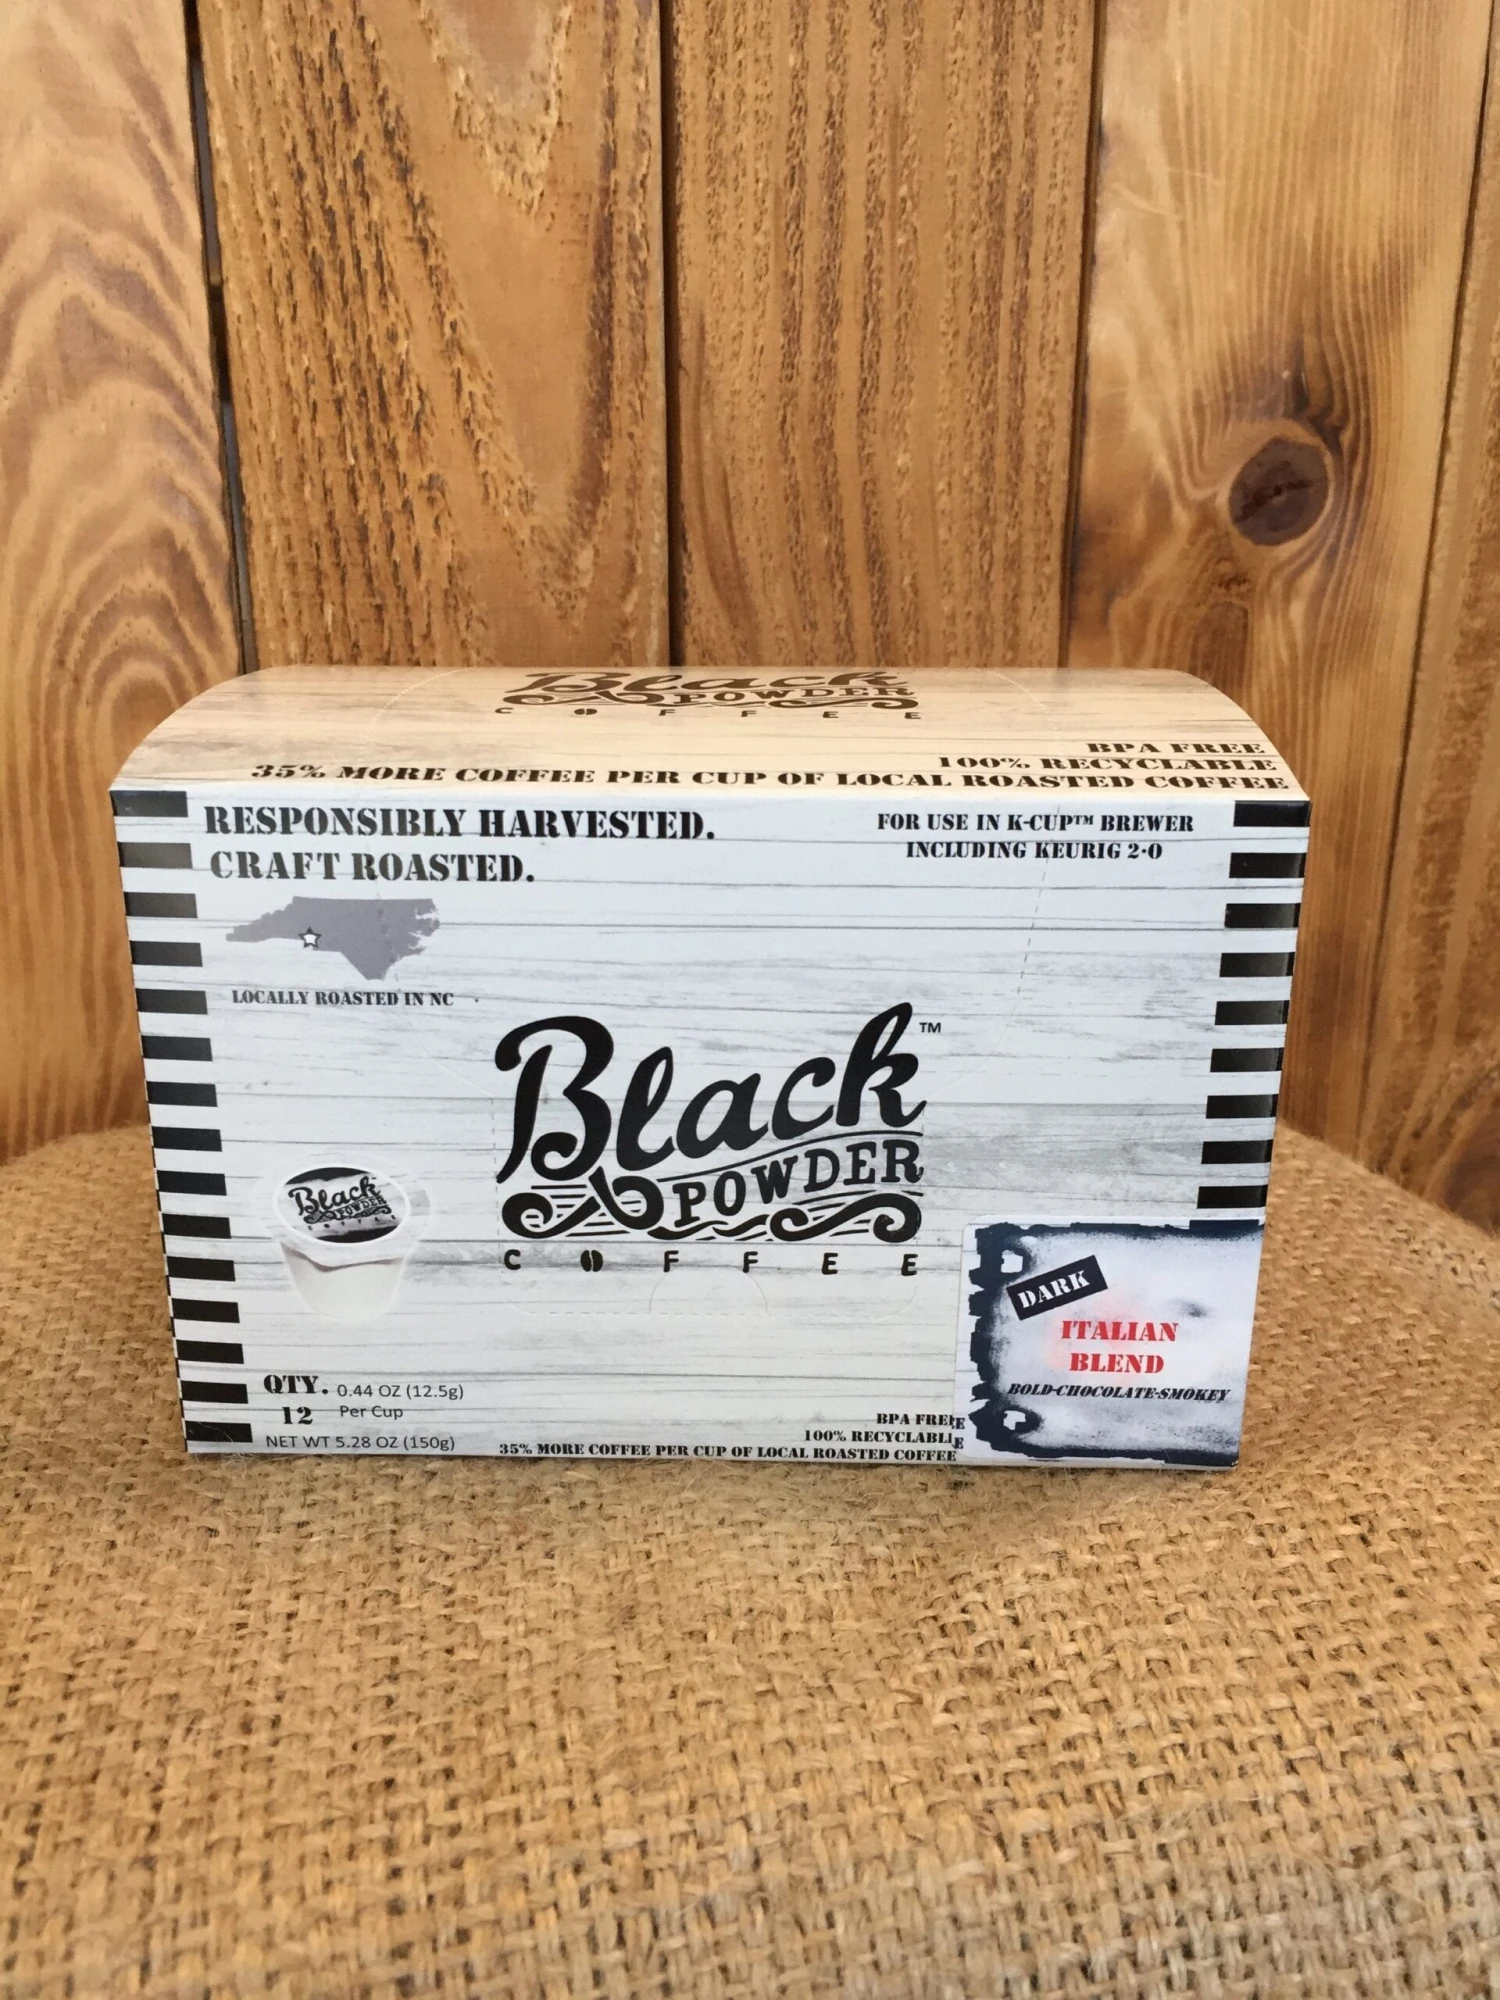 Black
POWDER
COFFEE
BPA FREE
100% RECYCLABLE
35% MORE COFFEE PER CUP OF LOCAL ROASTED COFFEE
RESPONSIBLY HARVESTED.
CRAFT ROASTED.
FOR USE IN K-CUP™ BREWER
INCLUDING KEURIG 2.0
LOCALLY ROASTED IN NC
Black™
POWDER
COFFEE
Black
POWDER
COFFEE
DARK
ITALIAN
BLEND
BOLD-CHOCOLATE-SMOKEY
QTY. 0.44 OZ (12.5g)
12 Per Cup
NET WT 5.28 OZ (150g)
BPA FREE
100% RECYCLABLE
35% MORE COFFEE PER CUP OF LOCAL ROASTED COFFEE